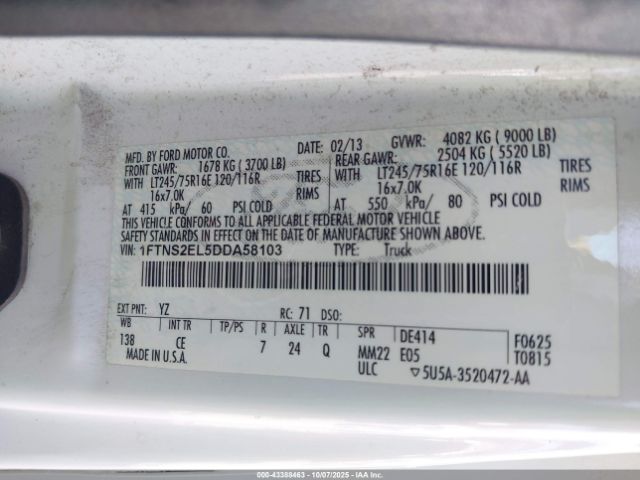 MFD. BY FORD MOTOR CO. DATE: 02/13 GVWR: 4082 KG ( 9000 LB)
FRONT GAWR: 1678 KG ( 3700 LB) REAR GAWR: 2504 KG ( 5520 LB)
WITH LT245/75R16E 120/116R TIRES WITH LT245/75R16E 120/116R TIRES
16x7.0K RIMS 16x7.0K RIMS
AT 415 kPa/ 60 PSI COLD AT 550 kPa/ 80 PSI COLD
THIS VEHICLE CONFORMS TO ALL APPLICABLE FEDERAL MOTOR VEHICLE
SAFETY STANDARDS IN EFFECT ON THE DATE OF MANUFACTURE SHOWN ABOVE.
VIN: 1FTNS2EL5DDA58103 TYPE: Truck
EXT PNT: YZ RC: 71 DSO:
WB INT TR TP/PS R AXLE TR SPR DE414 F0625
138 CE 7 24 Q MM22 E05 T0815
MADE IN U.S.A. ULC ▽5U5A-3520472-AA
000-43388463 | 10/07/2025 | Copyright © IAA, LLC